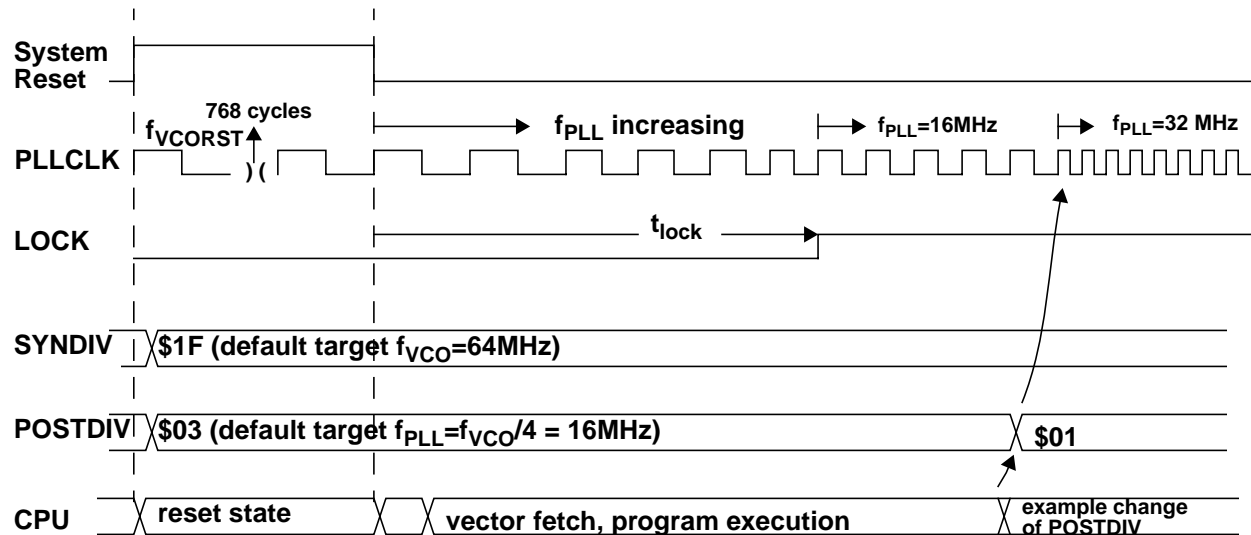 System
Reset
768 cycles
fVCORST
fPLL increasing
fPLL=16MHz
fPLL=32 MHz
PLLCLK
)(
LOCK
tlock
SYNDIV
$1F (default target fVCO=64MHz)
POSTDIV
$03 (default target fPLL=fVCO/4 = 16MHz)
$01
CPU
reset state
vector fetch, program execution
example change
of POSTDIV